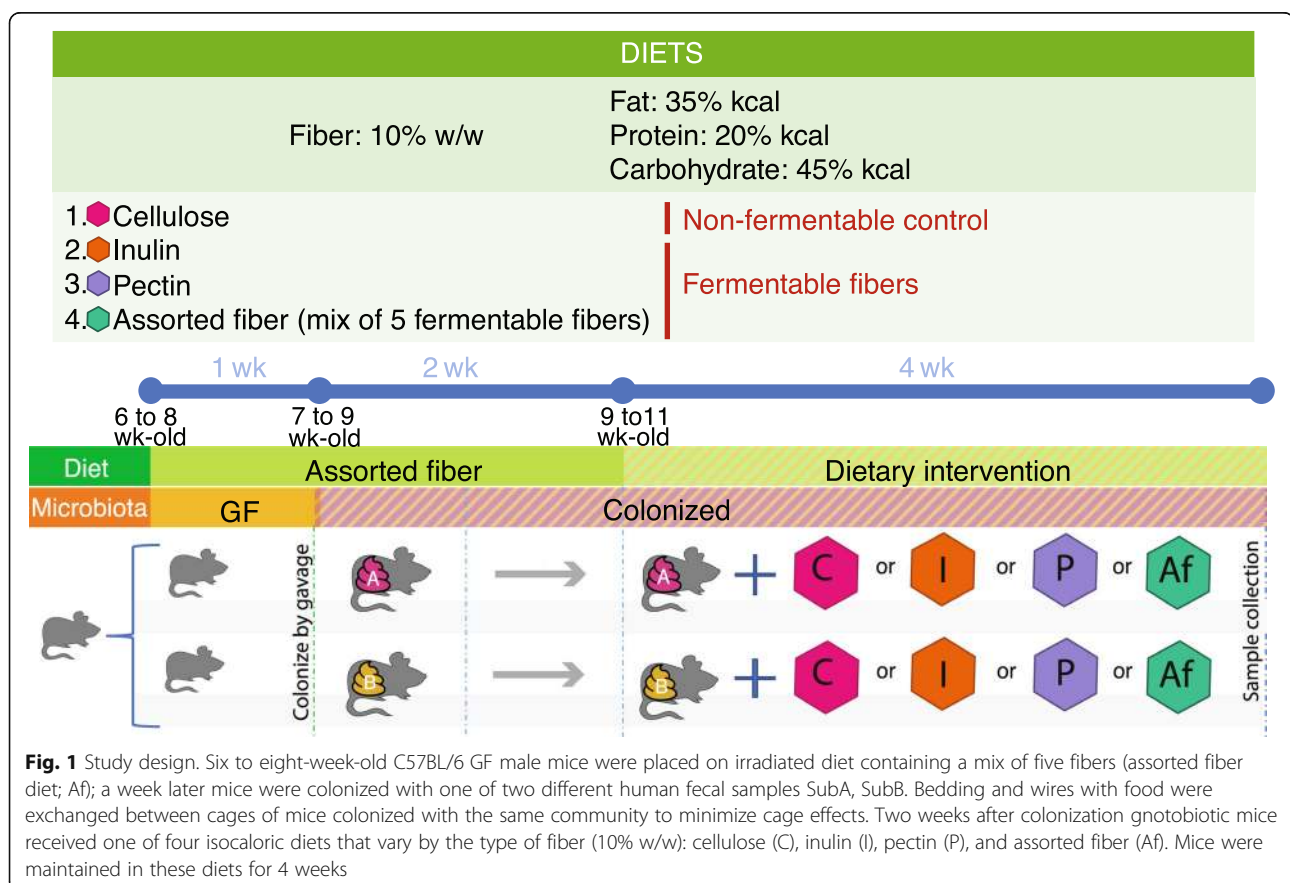 DIETS
Fiber: 10% w/w
Fat: 35% kcal
Protein: 20% kcal
Carbohydrate: 45% kcal
1. Cellulose
2. Inulin
3. Pectin
4. Assorted fiber (mix of 5 fermentable fibers)
Non-fermentable control
Fermentable fibers
1 wk
2 wk
4 wk
6 to 8
wk-old
7 to 9
wk-old
9 to11
wk-old
Diet
Assorted fiber
Dietary intervention
Microbiota
GF
Colonized
Colonize by gavage
A
A
C or I or P or Af
B
B
C or I or P or Af
Sample collection
Fig. 1 Study design. Six to eight-week-old C57BL/6 GF male mice were placed on irradiated diet containing a mix of five fibers (assorted fiber
diet; Af); a week later mice were colonized with one of two different human fecal samples SubA, SubB. Bedding and wires with food were
exchanged between cages of mice colonized with the same community to minimize cage effects. Two weeks after colonization gnotobiotic mice
received one of four isocaloric diets that vary by the type of fiber (10% w/w): cellulose (C), inulin (I), pectin (P), and assorted fiber (Af). Mice were
maintained in these diets for 4 weeks